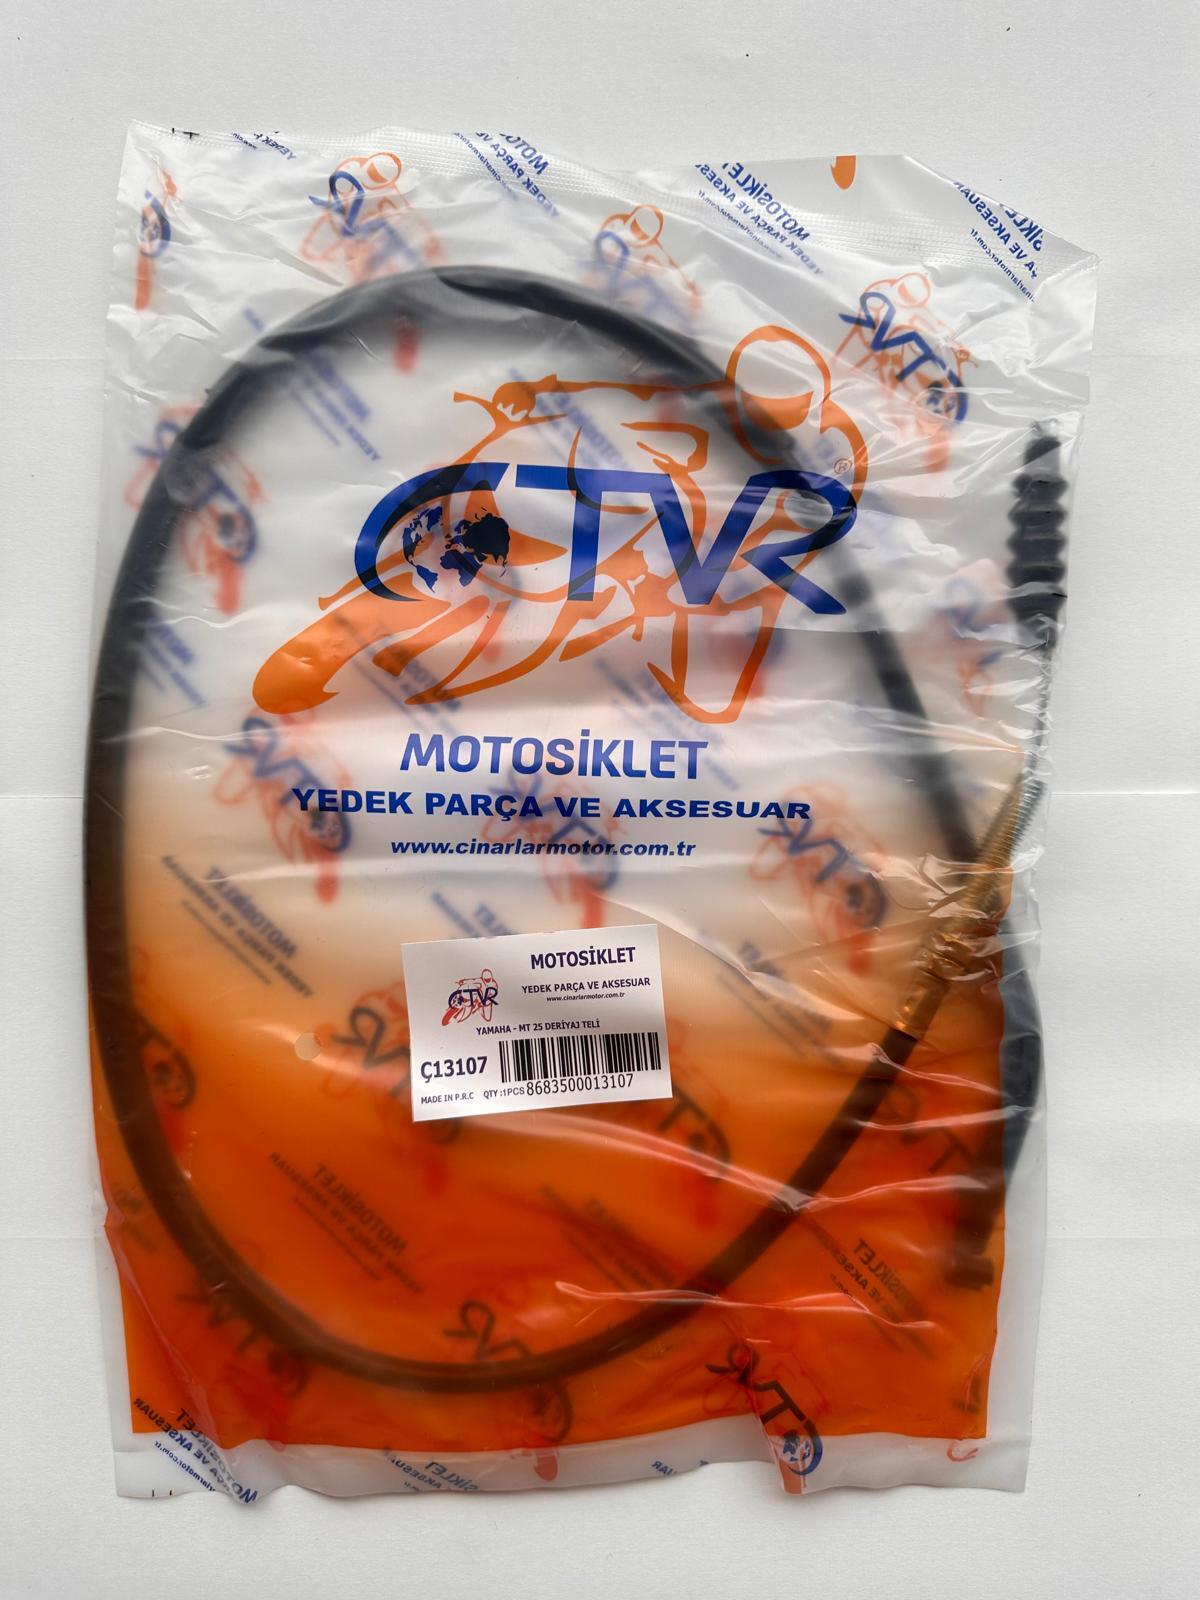 CTVR
®
MOTOSİKLET
YEDEK PARÇA VE AKSESUAR
www.cinarlarmotor.com.tr
MOTOSİKLET
CTVR
YEDEK PARÇA VE AKSESUAR
www.cinarlarmotor.com.tr
YAMAHA - MT 25 DERİYAJ TELİ
Ç13107
MADE IN P.R.C QTY :1PCS 8683500013107